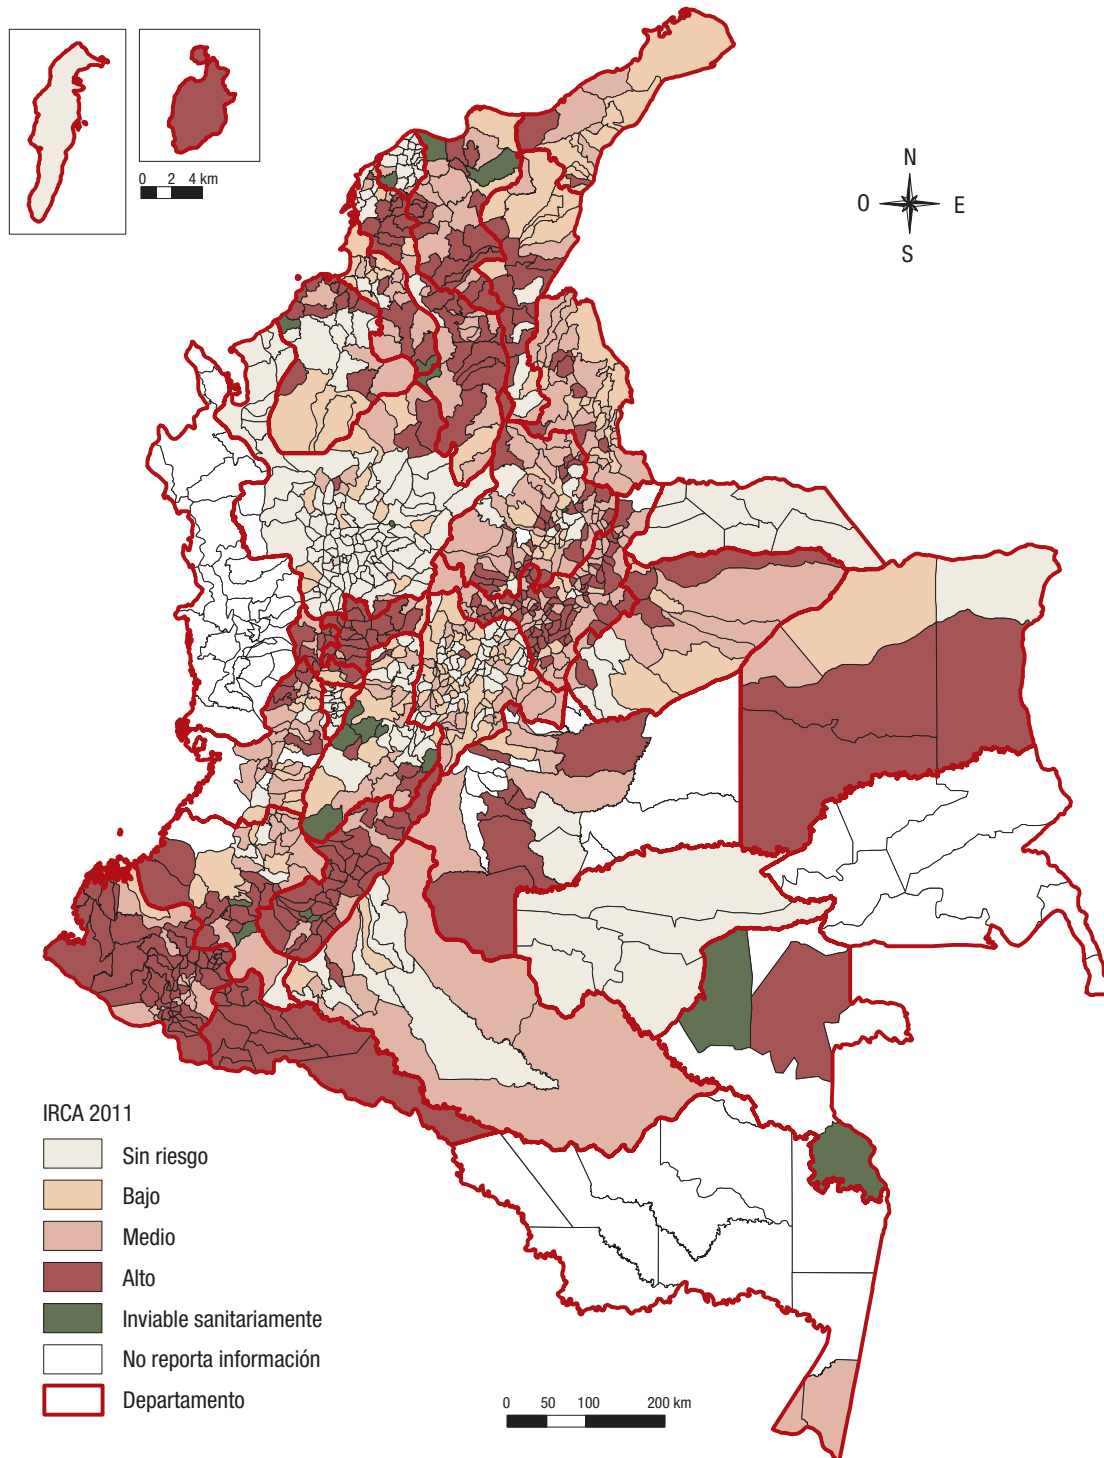 0 2 4 km
N
O E
S
IRCA 2011
Sin riesgo
Bajo
Medio
Alto
Inviable sanitariamente
No reporta información
Departamento
0 50 100 200 km